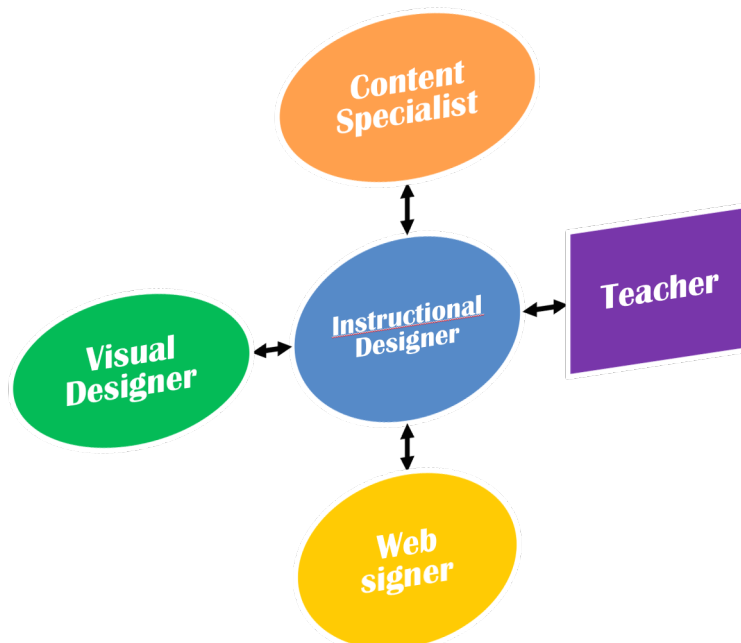 Content
Specialist
Instructional
Designer
Teacher
Visual
Designer
Web
signer